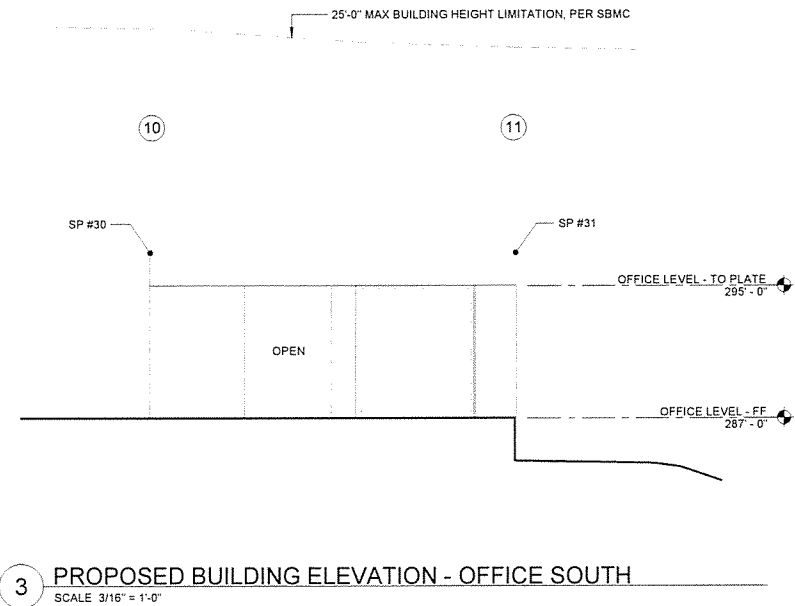 25'-0" MAX BUILDING HEIGHT LIMITATION, PER SBMC
10
11
SP #30
SP #31
OFFICE LEVEL - TO PLATE
295' - 0"
OPEN
OFFICE LEVEL - FF
287' - 0"
3
PROPOSED BUILDING ELEVATION - OFFICE SOUTH
SCALE 3/16" = 1'-0"